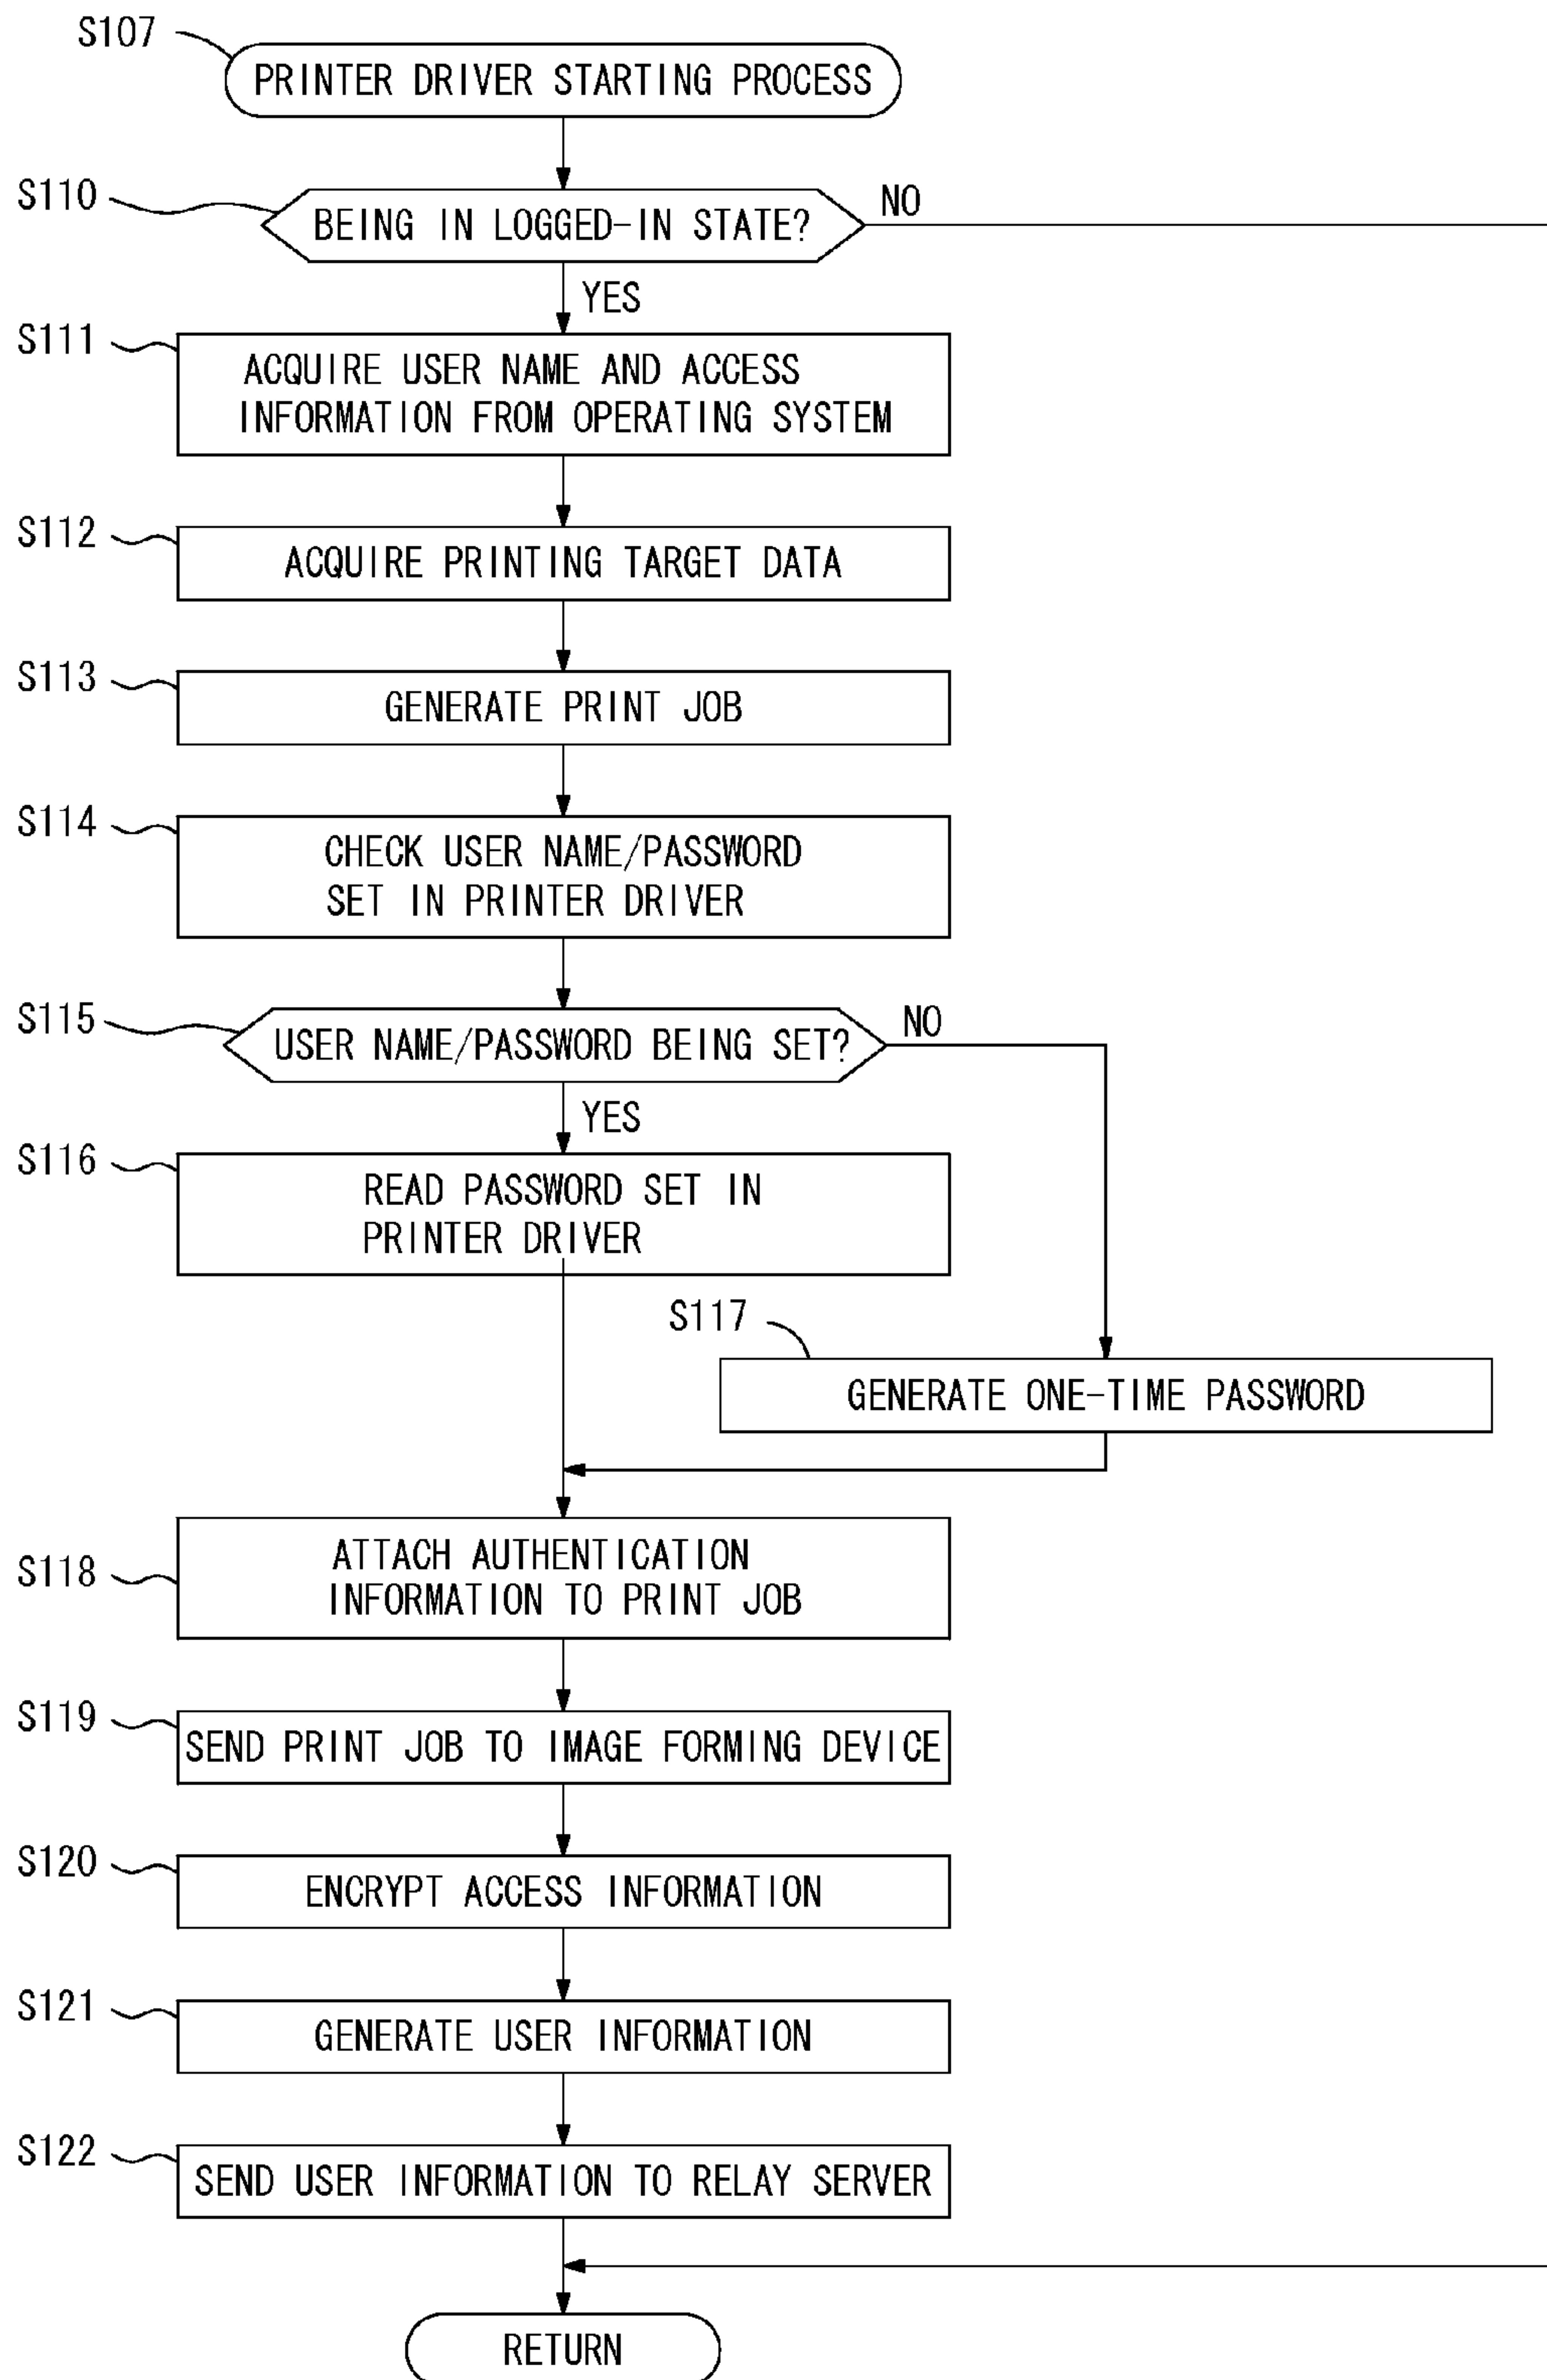 S107
PRINTER DRIVER STARTING PROCESS
S110
BEING IN LOGGED-IN STATE?
NO
YES
S111
ACQUIRE USER NAME AND ACCESS
INFORMATION FROM OPERATING SYSTEM
S112
ACQUIRE PRINTING TARGET DATA
S113
GENERATE PRINT JOB
S114
CHECK USER NAME/PASSWORD
SET IN PRINTER DRIVER
S115
USER NAME/PASSWORD BEING SET?
NO
YES
S116
READ PASSWORD SET IN
PRINTER DRIVER
S117
GENERATE ONE-TIME PASSWORD
S118
ATTACH AUTHENTICATION
INFORMATION TO PRINT JOB
S119
SEND PRINT JOB TO IMAGE FORMING DEVICE
S120
ENCRYPT ACCESS INFORMATION
S121
GENERATE USER INFORMATION
S122
SEND USER INFORMATION TO RELAY SERVER
RETURN